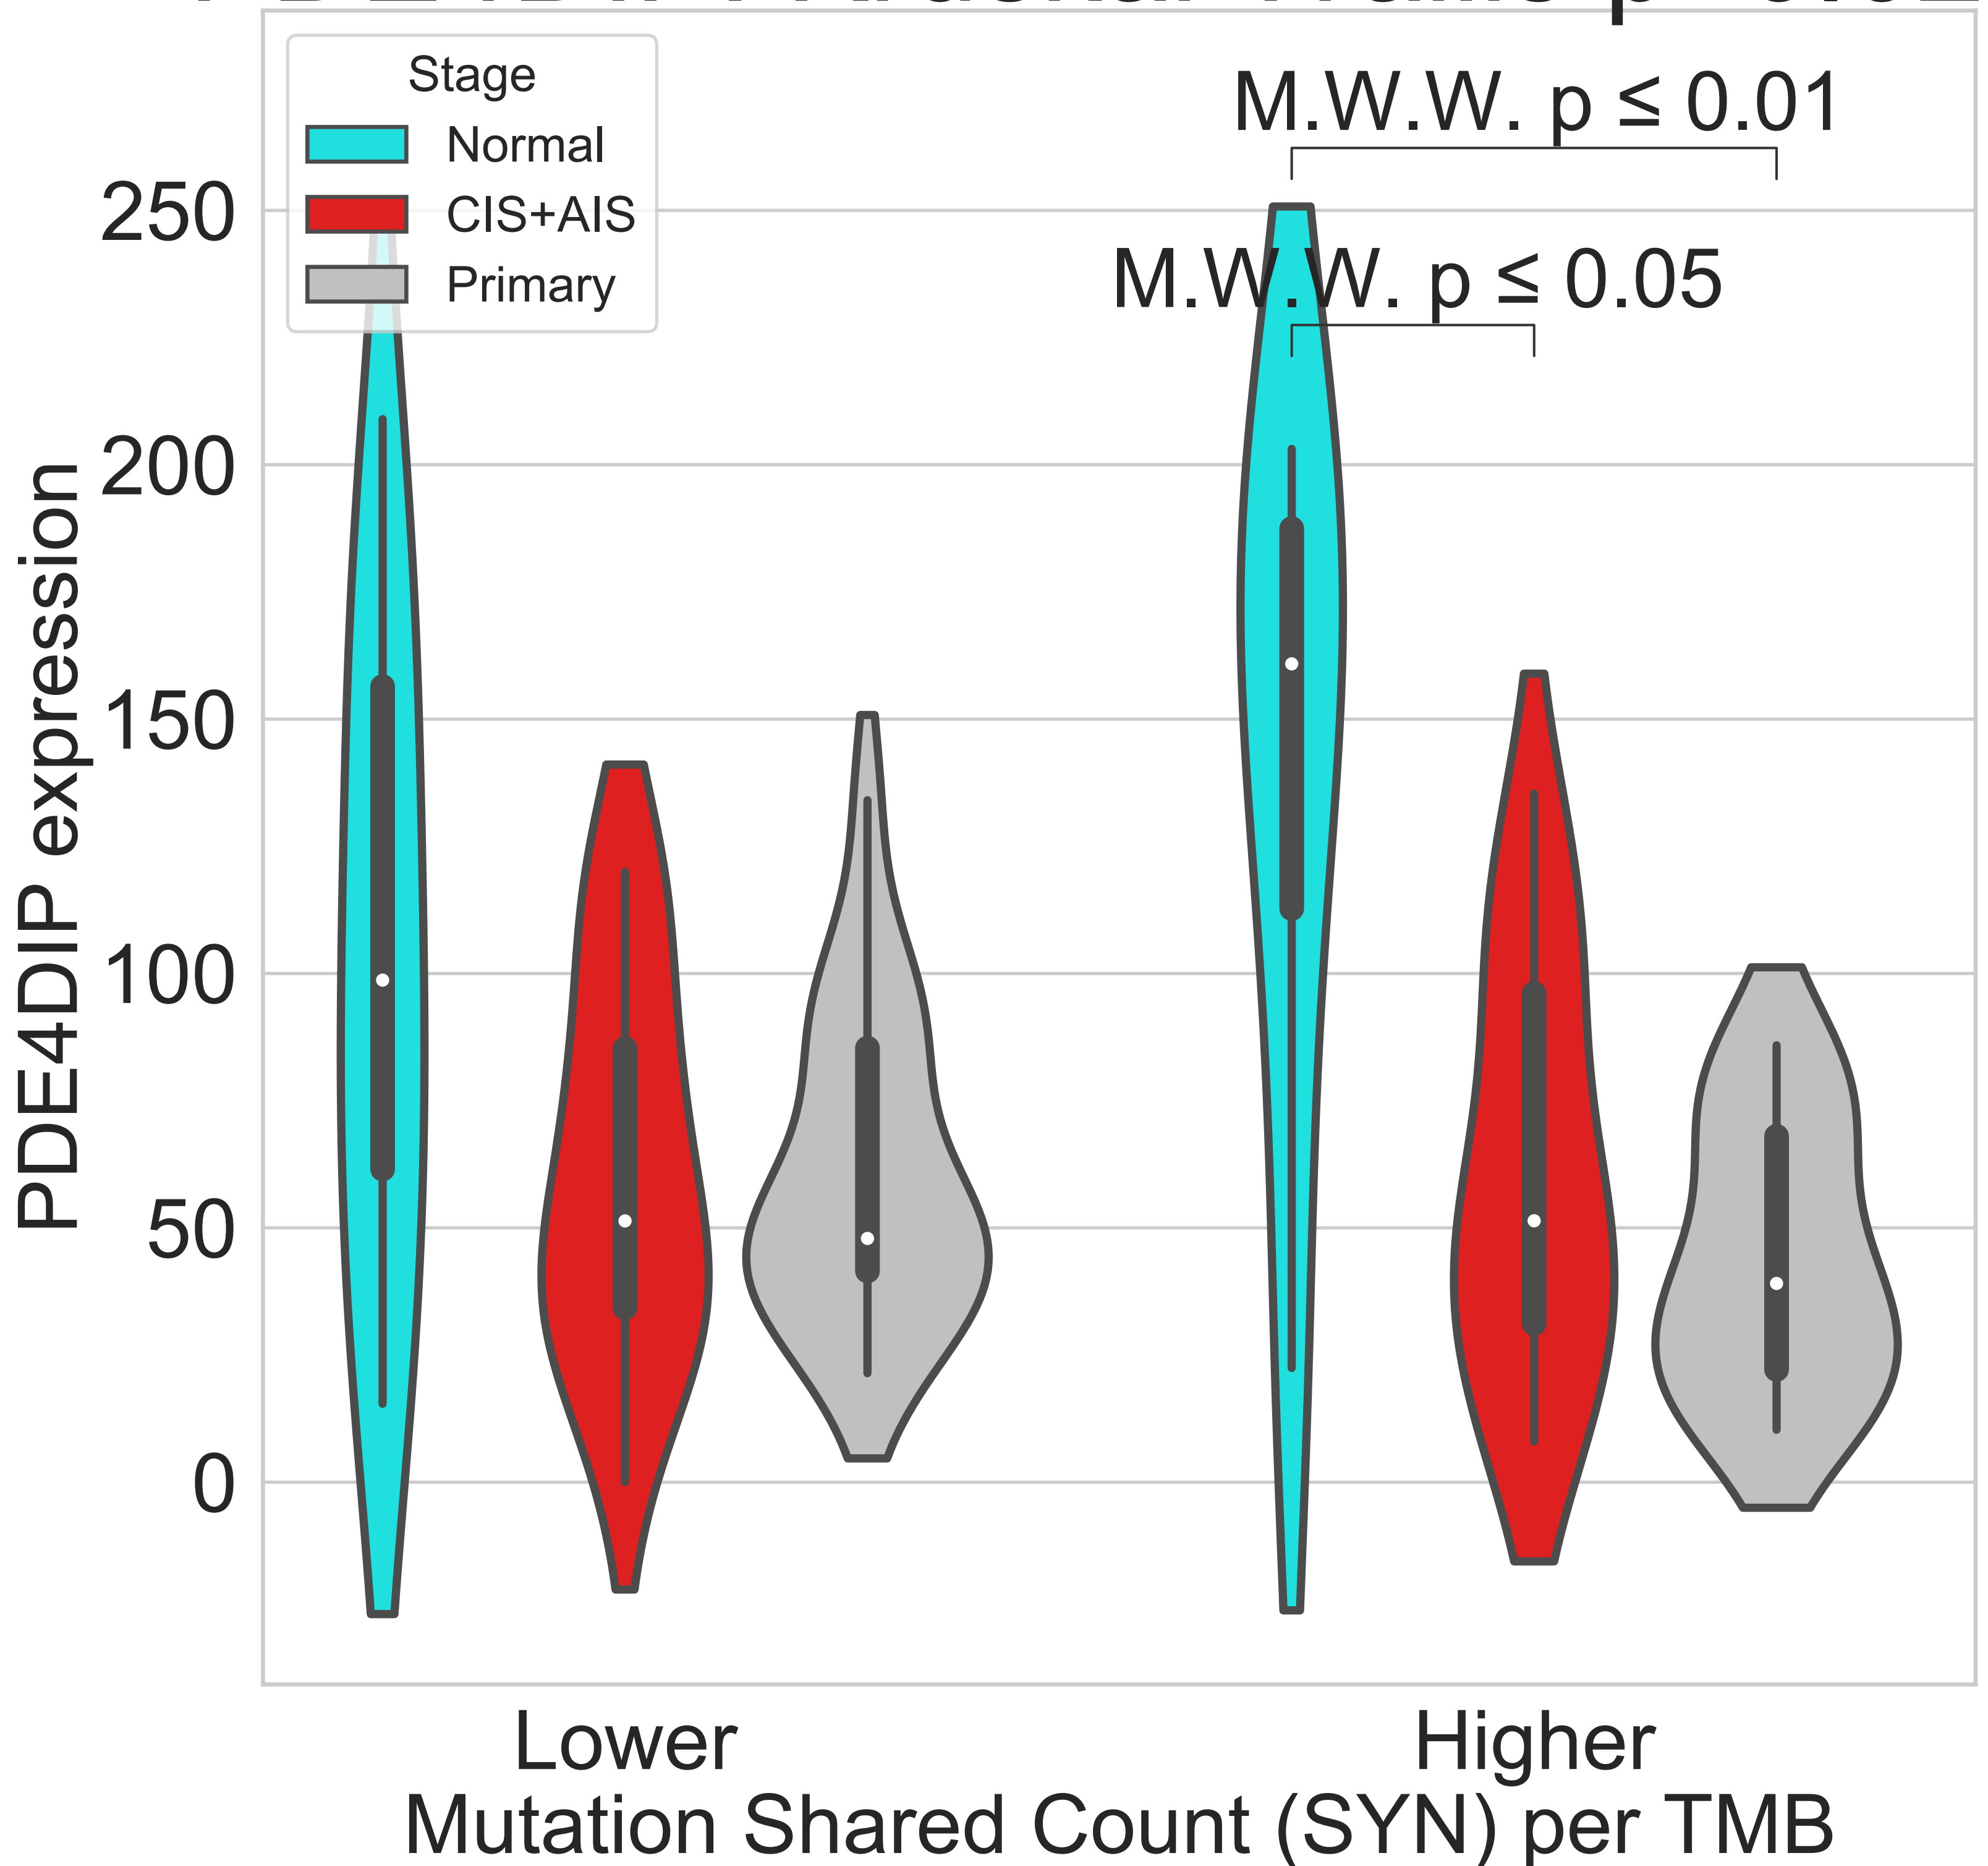 M.W.W. p ≤ 0.01
M.W.W. p ≤ 0.05
Stage
Normal
CIS+AIS
Primary
PDE4DIP expression
250
200
150
100
50
0
Lower
Higher
Mutation Shared Count (SYN) per TMB